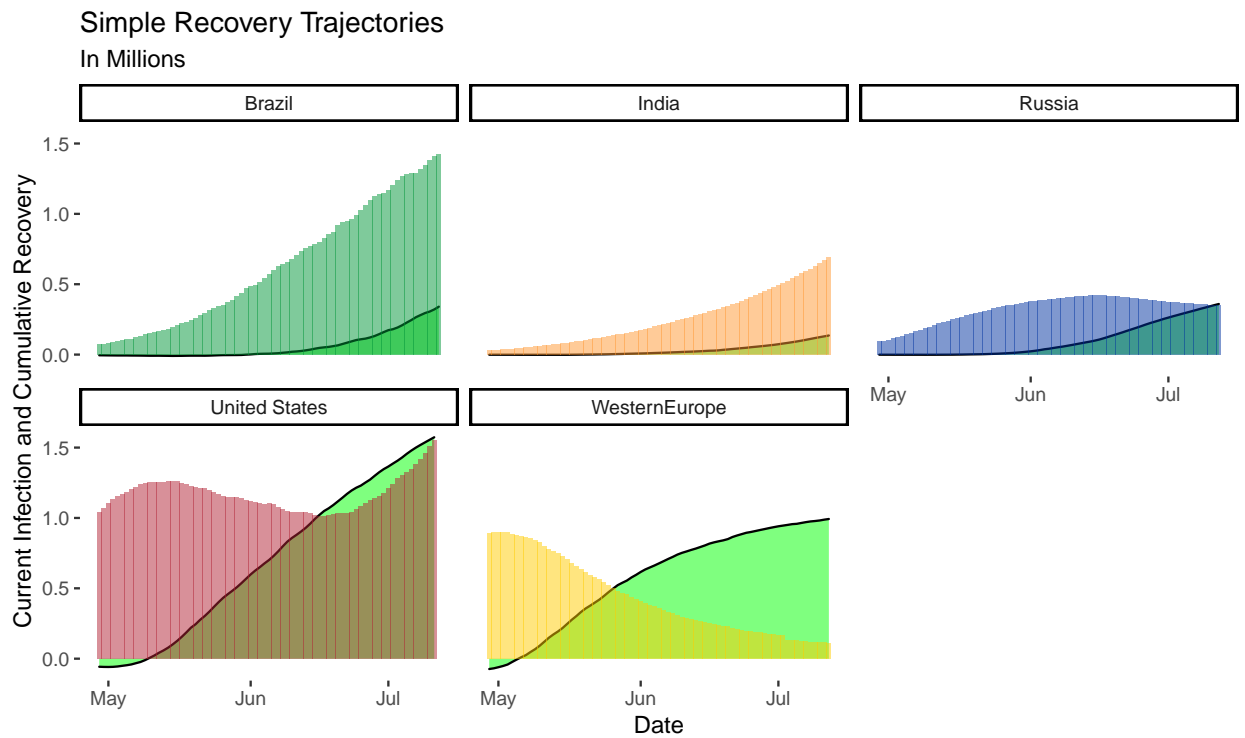 Simple Recovery Trajectories
In Millions
Brazil
India
Russia
1.5
1.0
0.5
0.0
May
Jun
Jul
United States
WesternEurope
1.5
1.0
0.5
0.0
May
Jun
Jul
May
Jun
Jul
Date
Current Infection and Cumulative Recovery